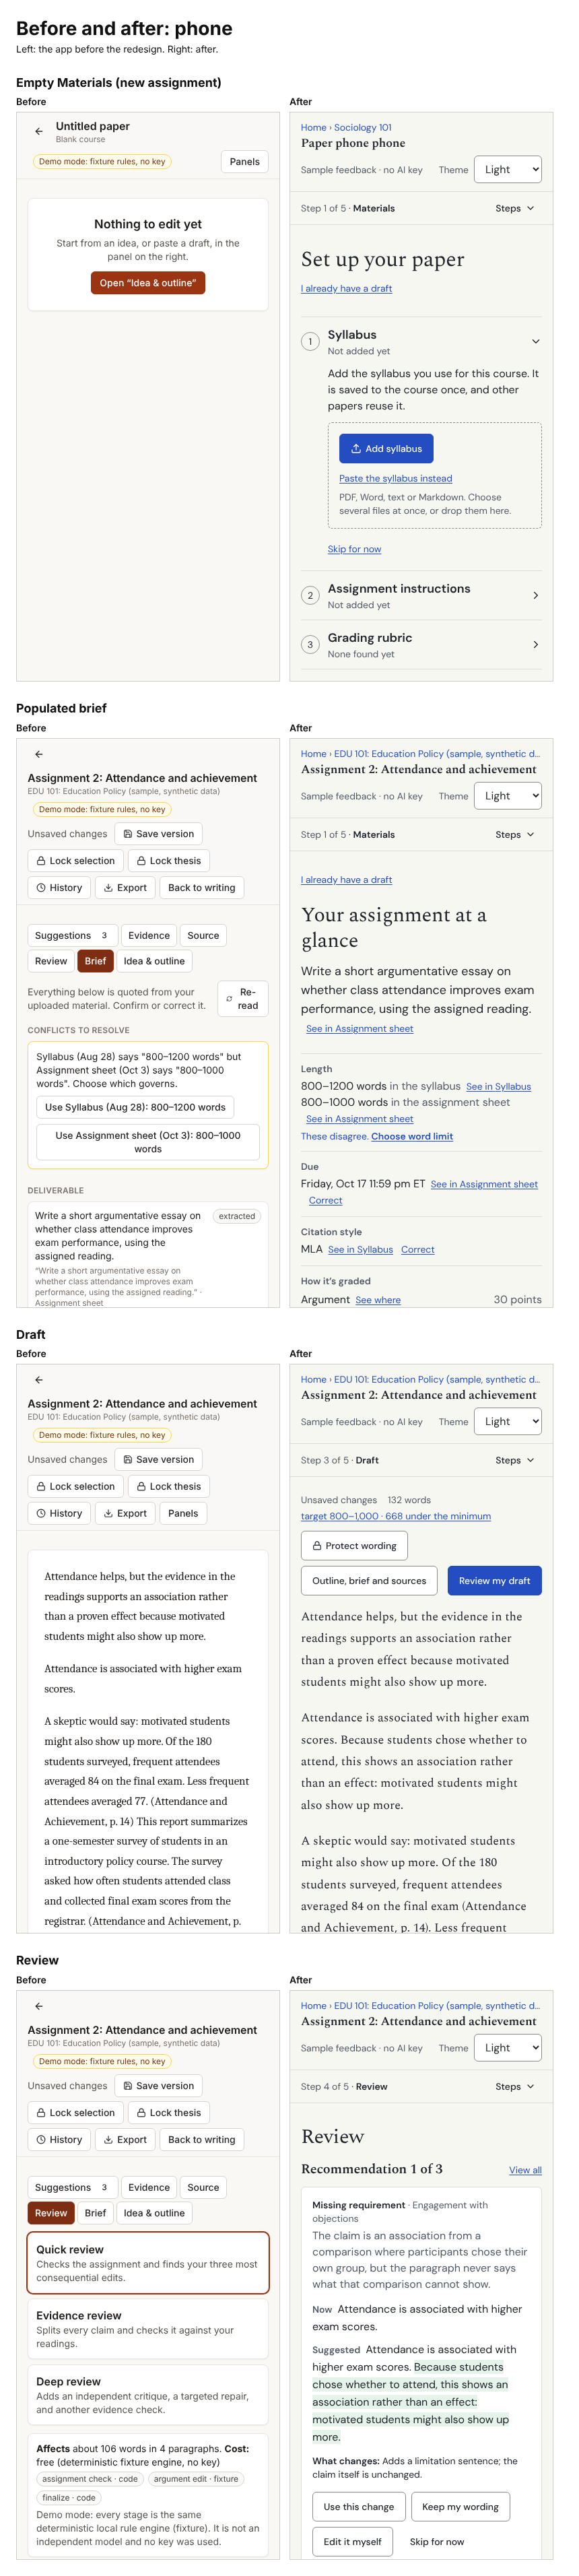 Before and after: phone
Left: the app before the redesign. Right: after.
Empty Materials (new assignment)
Before
Untitled paper
Blank course
Demo mode: fixture rules, no key
Panels
Nothing to edit yet
Start from an idea, or paste a draft, in the
panel on the right.
Open “Idea & outline”
After
Home › Sociology 101
Paper phone phone
Sample feedback · no AI key
Theme
Light
Step 1 of 5 · Materials
Steps
Set up your paper
I already have a draft
1
Syllabus
Not added yet
Add the syllabus you use for this course. It
is saved to the course once, and other
papers reuse it.
Add syllabus
Paste the syllabus instead
PDF, Word, text or Markdown. Choose
several files at once, or drop them here.
Skip for now
2
Assignment instructions
Not added yet
3
Grading rubric
None found yet
Populated brief
Before
Assignment 2: Attendance and achievement
EDU 101: Education Policy (sample, synthetic data)
Demo mode: fixture rules, no key
Unsaved changes
Save version
Lock selection
Lock thesis
History
Export
Back to writing
Suggestions 3
Evidence
Source
Review
Brief
Idea & outline
Everything below is quoted from your
uploaded material. Confirm or correct it.
Re-
read
CONFLICTS TO RESOLVE
Syllabus (Aug 28) says "800–1200 words" but
Assignment sheet (Oct 3) says "800–1000
words". Choose which governs.
Use Syllabus (Aug 28): 800–1200 words
Use Assignment sheet (Oct 3): 800–1000
words
DELIVERABLE
Write a short argumentative essay on
whether class attendance improves
exam performance, using the
assigned reading.
extracted
“Write a short argumentative essay on
whether class attendance improves exam
performance, using the assigned reading.” ·
Assignment sheet
After
Home › EDU 101: Education Policy (sample, synthetic d…
Assignment 2: Attendance and achievement
Sample feedback · no AI key
Theme
Light
Step 1 of 5 · Materials
Steps
I already have a draft
Your assignment at a
glance
Write a short argumentative essay on
whether class attendance improves exam
performance, using the assigned reading.
See in Assignment sheet
Length
800–1200 words in the syllabus See in Syllabus
800–1000 words in the assignment sheet
See in Assignment sheet
These disagree. Choose word limit
Due
Friday, Oct 17 11:59 pm ET See in Assignment sheet
Correct
Citation style
MLA See in Syllabus Correct
How it’s graded
Argument See where
30 points
Draft
Before
Assignment 2: Attendance and achievement
EDU 101: Education Policy (sample, synthetic data)
Demo mode: fixture rules, no key
Unsaved changes
Save version
Lock selection
Lock thesis
History
Export
Panels
Attendance helps, but the evidence in the
readings supports an association rather
than a proven effect because motivated
students might also show up more.
Attendance is associated with higher exam
scores.
A skeptic would say: motivated students
might also show up more. Of the 180
students surveyed, frequent attendees
averaged 84 on the final exam. Less frequent
attendees averaged 77. (Attendance and
Achievement, p. 14) This report summarizes
a one-semester survey of students in an
introductory policy course. The survey
asked how often students attended class
and collected final exam scores from the
registrar. (Attendance and Achievement, p.
After
Home › EDU 101: Education Policy (sample, synthetic d…
Assignment 2: Attendance and achievement
Sample feedback · no AI key
Theme
Light
Step 3 of 5 · Draft
Steps
Unsaved changes
132 words
target 800–1,000 · 668 under the minimum
Protect wording
Outline, brief and sources
Review my draft
Attendance helps, but the evidence in the
readings supports an association rather
than a proven effect because motivated
students might also show up more.
Attendance is associated with higher exam
scores. Because students chose whether to
attend, this shows an association rather
than an effect: motivated students might
also show up more.
A skeptic would say: motivated students
might also show up more. Of the 180
students surveyed, frequent attendees
averaged 84 on the final exam (Attendance
and Achievement, p. 14). Less frequent
Review
Before
Assignment 2: Attendance and achievement
EDU 101: Education Policy (sample, synthetic data)
Demo mode: fixture rules, no key
Unsaved changes
Save version
Lock selection
Lock thesis
History
Export
Back to writing
Suggestions 3
Evidence
Source
Review
Brief
Idea & outline
Quick review
Checks the assignment and finds your three most
consequential edits.
Evidence review
Splits every claim and checks it against your
readings.
Deep review
Adds an independent critique, a targeted repair,
and another evidence check.
Affects about 106 words in 4 paragraphs. Cost:
free (deterministic fixture engine, no key)
assignment check · code
argument edit · fixture
finalize · code
Demo mode: every stage is the same
deterministic local rule engine (fixture). It is not an
independent model and no key was used.
After
Home › EDU 101: Education Policy (sample, synthetic d…
Assignment 2: Attendance and achievement
Sample feedback · no AI key
Theme
Light
Step 4 of 5 · Review
Steps
Review
Recommendation 1 of 3
View all
Missing requirement · Engagement with
objections
The claim is an association from a
comparison where participants chose their
own group, but the paragraph never says
what that comparison cannot show.
Now Attendance is associated with higher
exam scores.
Suggested Attendance is associated with
higher exam scores. Because students
chose whether to attend, this shows an
association rather than an effect:
motivated students might also show up
more.
What changes: Adds a limitation sentence; the
claim itself is unchanged.
Use this change
Keep my wording
Edit it myself
Skip for now